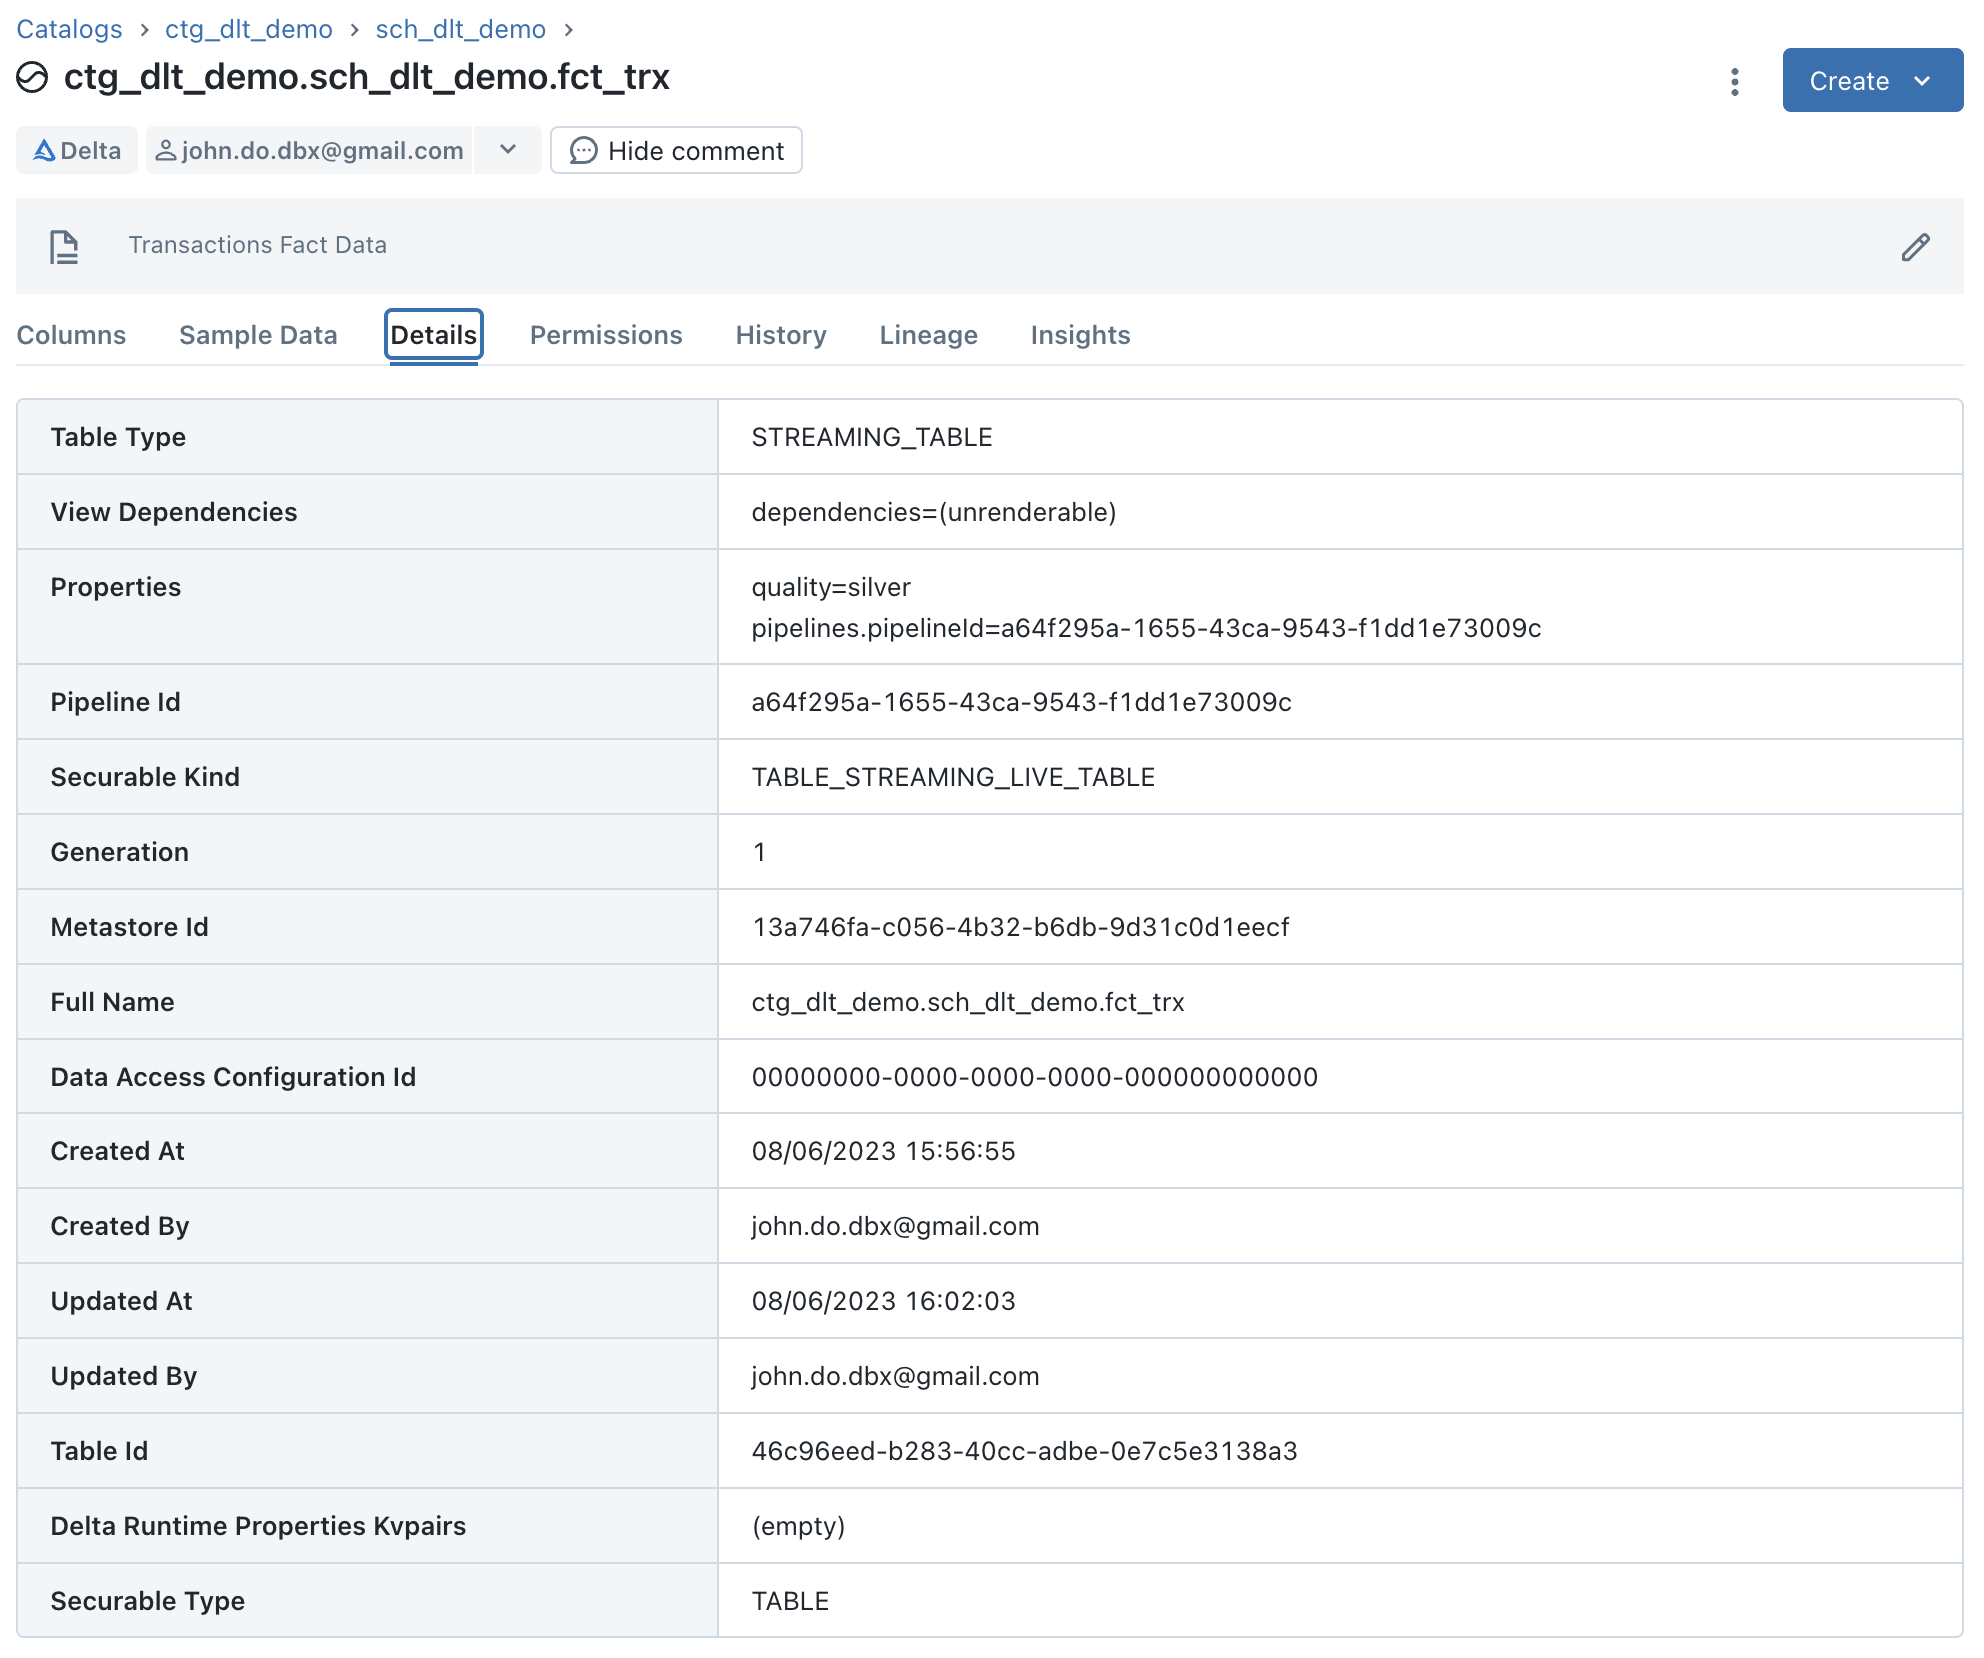 Catalogs > ctg_dlt_demo > sch_dlt_demo >
ctg_dlt_demo.sch_dlt_demo.fct_trx
Create
Delta john.do.dbx@gmail.com Hide comment
Transactions Fact Data
Columns Sample Data Details Permissions History Lineage Insights
Table Type STREAMING_TABLE
View Dependencies dependencies=(unrenderable)
Properties quality=silver
pipelines.pipelineId=a64f295a-1655-43ca-9543-f1dd1e73009c
Pipeline Id a64f295a-1655-43ca-9543-f1dd1e73009c
Securable Kind TABLE_STREAMING_LIVE_TABLE
Generation 1
Metastore Id 13a746fa-c056-4b32-b6db-9d31c0d1eecf
Full Name ctg_dlt_demo.sch_dlt_demo.fct_trx
Data Access Configuration Id 00000000-0000-0000-0000-000000000000
Created At 08/06/2023 15:56:55
Created By john.do.dbx@gmail.com
Updated At 08/06/2023 16:02:03
Updated By john.do.dbx@gmail.com
Table Id 46c96eed-b283-40cc-adbe-0e7c5e3138a3
Delta Runtime Properties Kvpairs (empty)
Securable Type TABLE